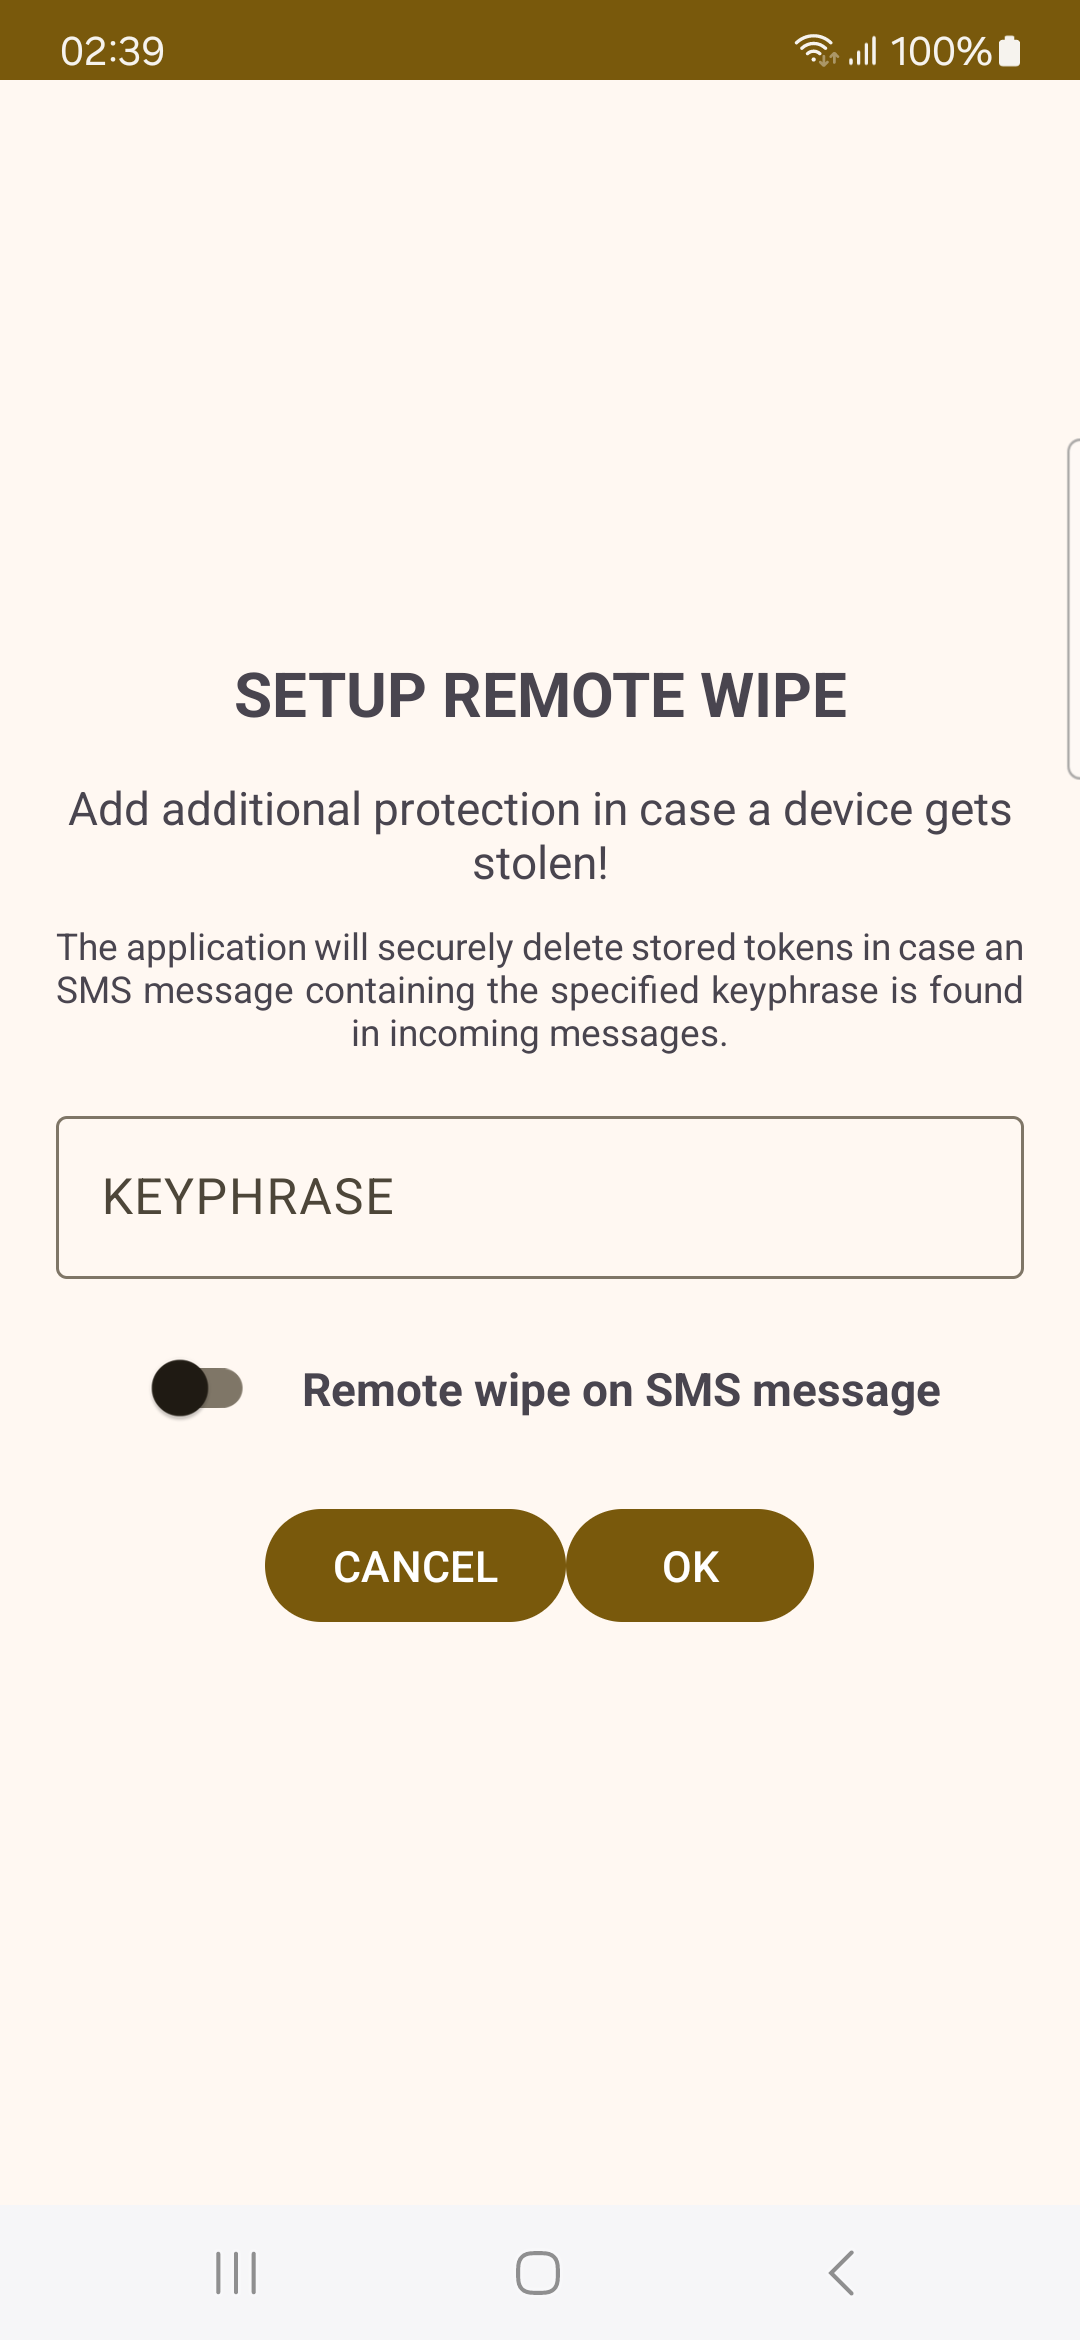 02:39
100%
SETUP REMOTE WIPE
Add additional protection in case a device gets
stolen!
The application will securely delete stored tokens in case an
SMS message containing the specified keyphrase is found
in incoming messages.
KEYPHRASE
Remote wipe on SMS message
CANCEL
OK